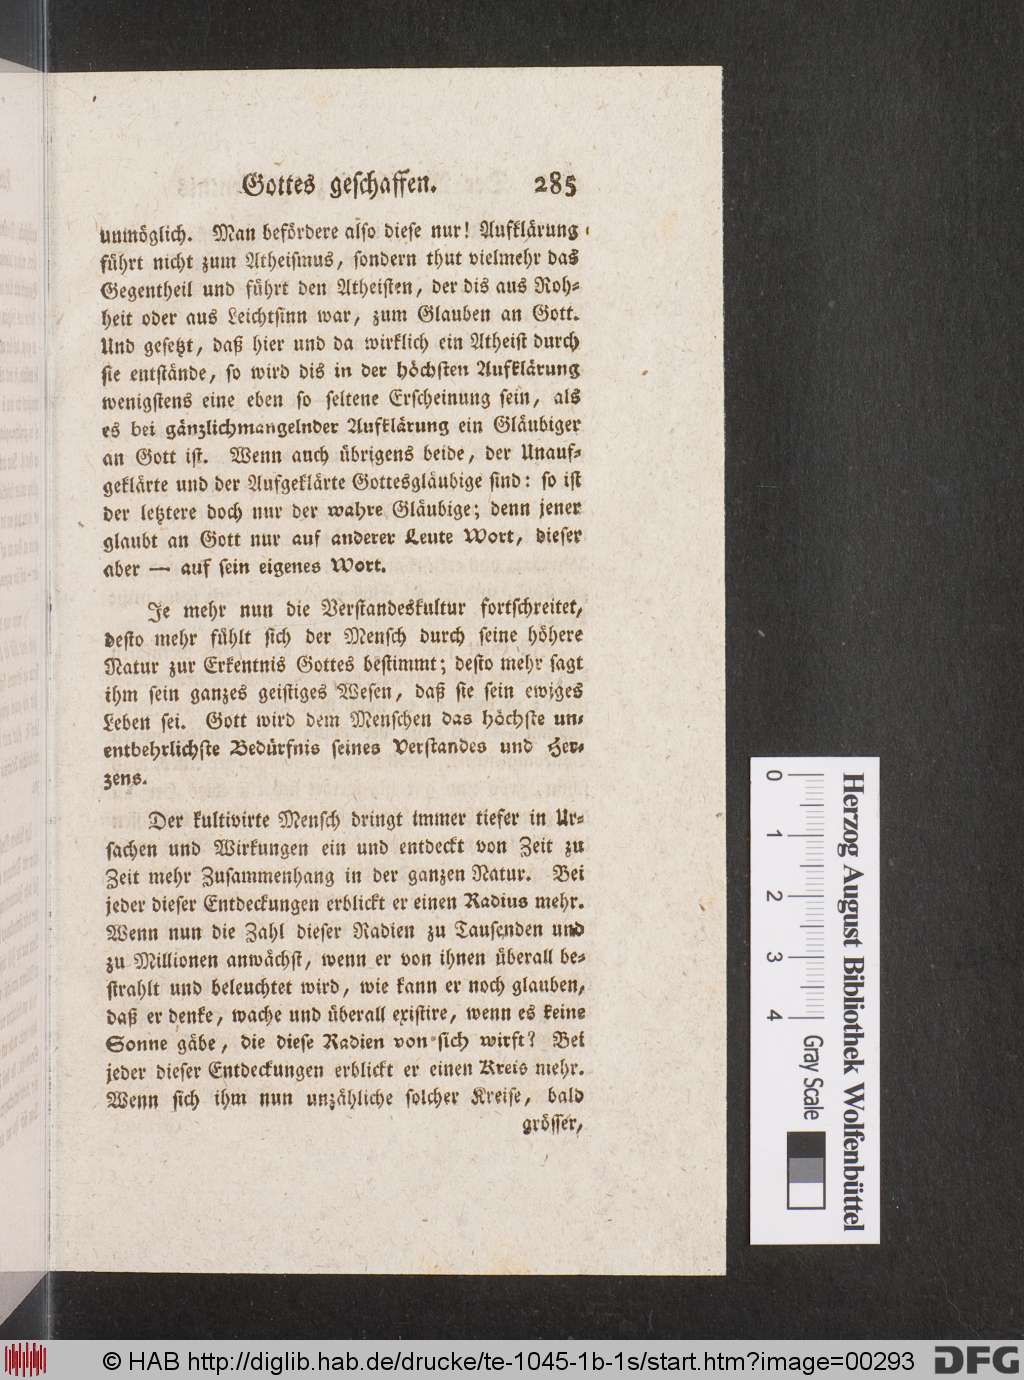 Gottes geschaffen. 285
unmöglich. Man befördere also diese nur! Aufklärung
führt nicht zum Atheismus, sondern thut vielmehr das
Gegentheil und führt den Atheisten, der dis aus Roh-
heit oder aus Leichtsinn war, zum Glauben an Gott.
Und gesetzt, daß hier und da wirklich ein Atheist durch
sie entstände, so wird dis in der höchsten Aufklärung
wenigstens eine eben so seltene Erscheinung sein, als
es bei gänzlichmangelnder Aufklärung ein Gläubiger
an Gott ist. Wenn auch übrigens beide, der Unauf-
geklärte und der Aufgeklärte Gottesgläubige sind: so ist
der letztere doch nur der wahre Gläubige; denn jener
glaubt an Gott nur auf anderer Leute Wort, dieser
aber — auf sein eigenes Wort.
Je mehr nun die Verstandeskultur fortschreitet,
desto mehr fühlt sich der Mensch durch seine höhere
Natur zur Erkentnis Gottes bestimmt; desto mehr sagt
ihm sein ganzes geistiges Wesen, daß sie sein ewiges
Leben sei. Gott wird dem Menschen das höchste un-
entbehrlichste Bedürfnis seines Verstandes und Her-
zens.
Der kultivirte Mensch dringt immer tiefer in Ur-
sachen und Wirkungen ein und entdeckt von Zeit zu
Zeit mehr Zusammenhang in der ganzen Natur. Bei
jeder dieser Entdeckungen erblickt er einen Radius mehr.
Wenn nun die Zahl dieser Radien zu Tausenden und
zu Millionen anwächst, wenn er von ihnen überall be-
strahlt und beleuchtet wird, wie kann er noch glauben,
daß er denke, wache und überall existire, wenn es keine
Sonne gäbe, die diese Radien von sich wirft? Bei
jeder dieser Entdeckungen erblickt er einen Kreis mehr.
Wenn sich ihm nun unzähliche solcher Kreise, bald
grösser,
Herzog August Bibliothek Wolfenbüttel
0 1 2 3 4 Gray Scale
© HAB http://diglib.hab.de/drucke/te-1045-1b-1s/start.htm?image=00293 DFG